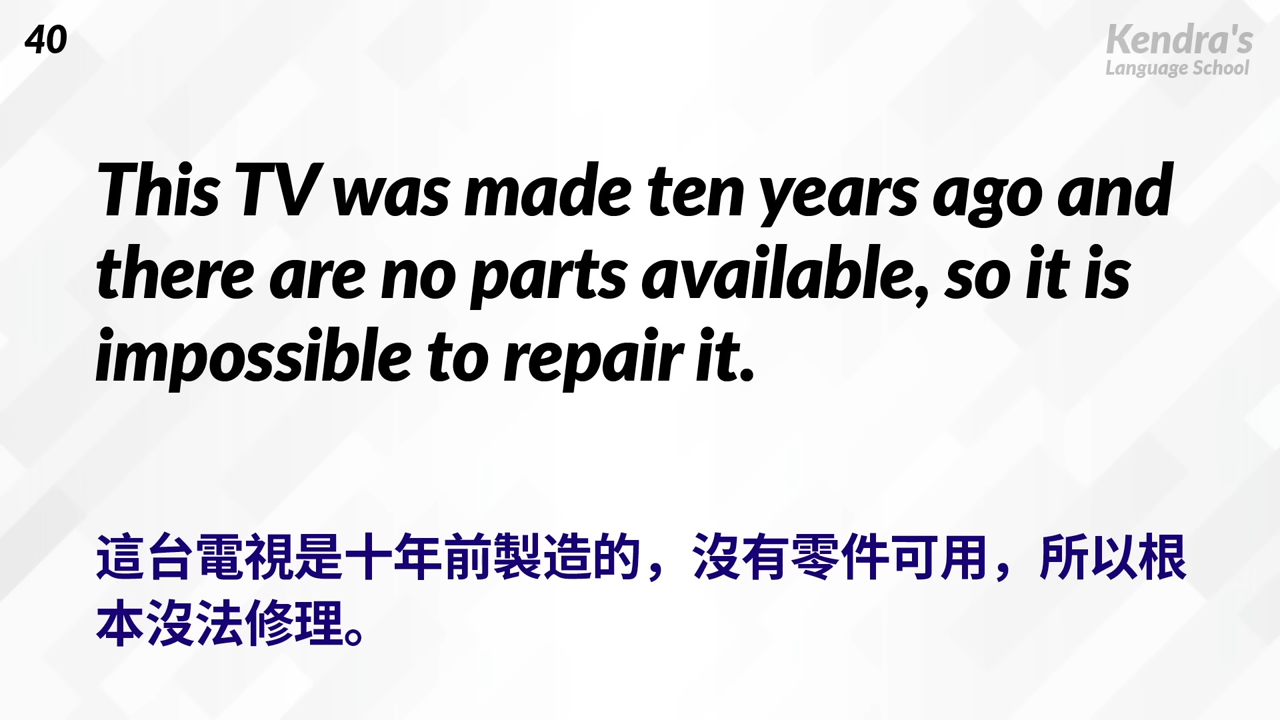 40
Kendra's
Language School
This TV was made ten years ago and
there are no parts available, so it is
impossible to repair it.
這台電視是十年前製造的，沒有零件可用，所以根
本沒法修理。